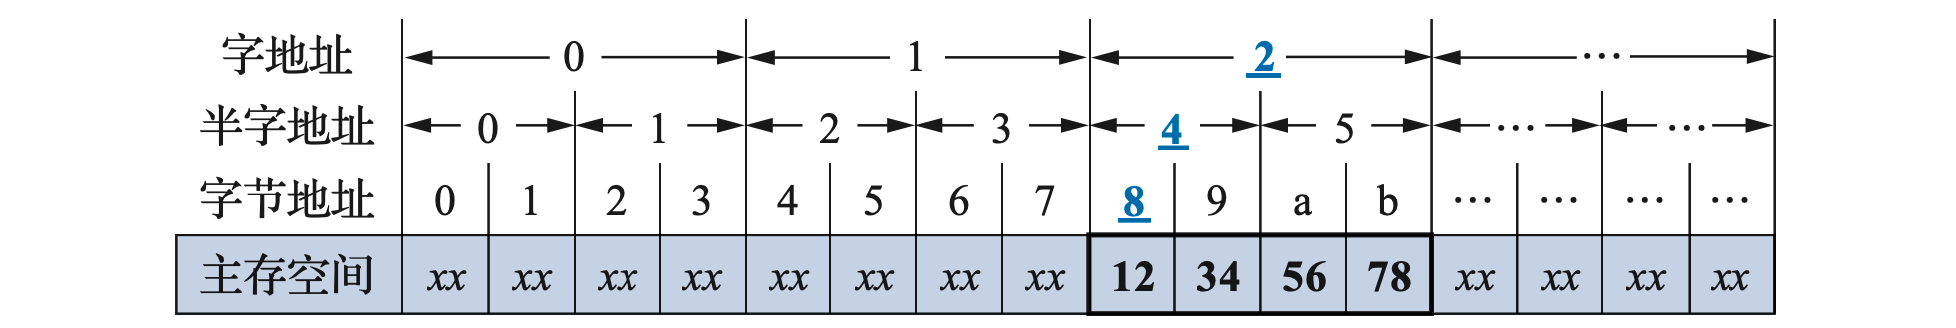 字地址 0 1 2 ···
半字地址 0 1 2 3 4 5 ··· ···
字节地址 0 1 2 3 4 5 6 7 8 9 a b ··· ··· ··· ···
主存空间 xx xx xx xx xx xx xx xx 12 34 56 78 xx xx xx xx